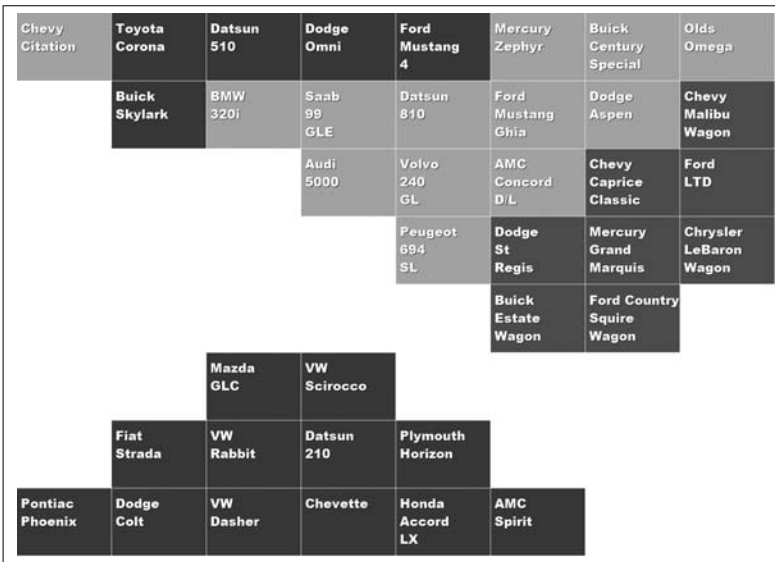 Chevy
Citation
Toyota
Corona
Datsun
510
Dodge
Omni
Ford
Mustang
4
Mercury
Zephyr
Buick
Century
Special
Olds
Omega
Buick
Skylark
BMW
320i
Saab
99
GLE
Datsun
810
Ford
Mustang
Ghia
Dodge
Aspen
Chevy
Malibu
Wagon
Audi
5000
Volvo
240
GL
AMC
Concord
D/L
Chevy
Caprice
Classic
Ford
LTD
Peugeot
694
SL
Dodge
St
Regis
Mercury
Grand
Marquis
Chrysler
LeBaron
Wagon
Buick
Estate
Wagon
Ford Country
Squire
Wagon
Mazda
GLC
VW
Scirocco
Fiat
Strada
VW
Rabbit
Datsun
210
Plymouth
Horizon
Pontiac
Phoenix
Dodge
Colt
VW
Dasher
Chevette
Honda
Accord
LX
AMC
Spirit